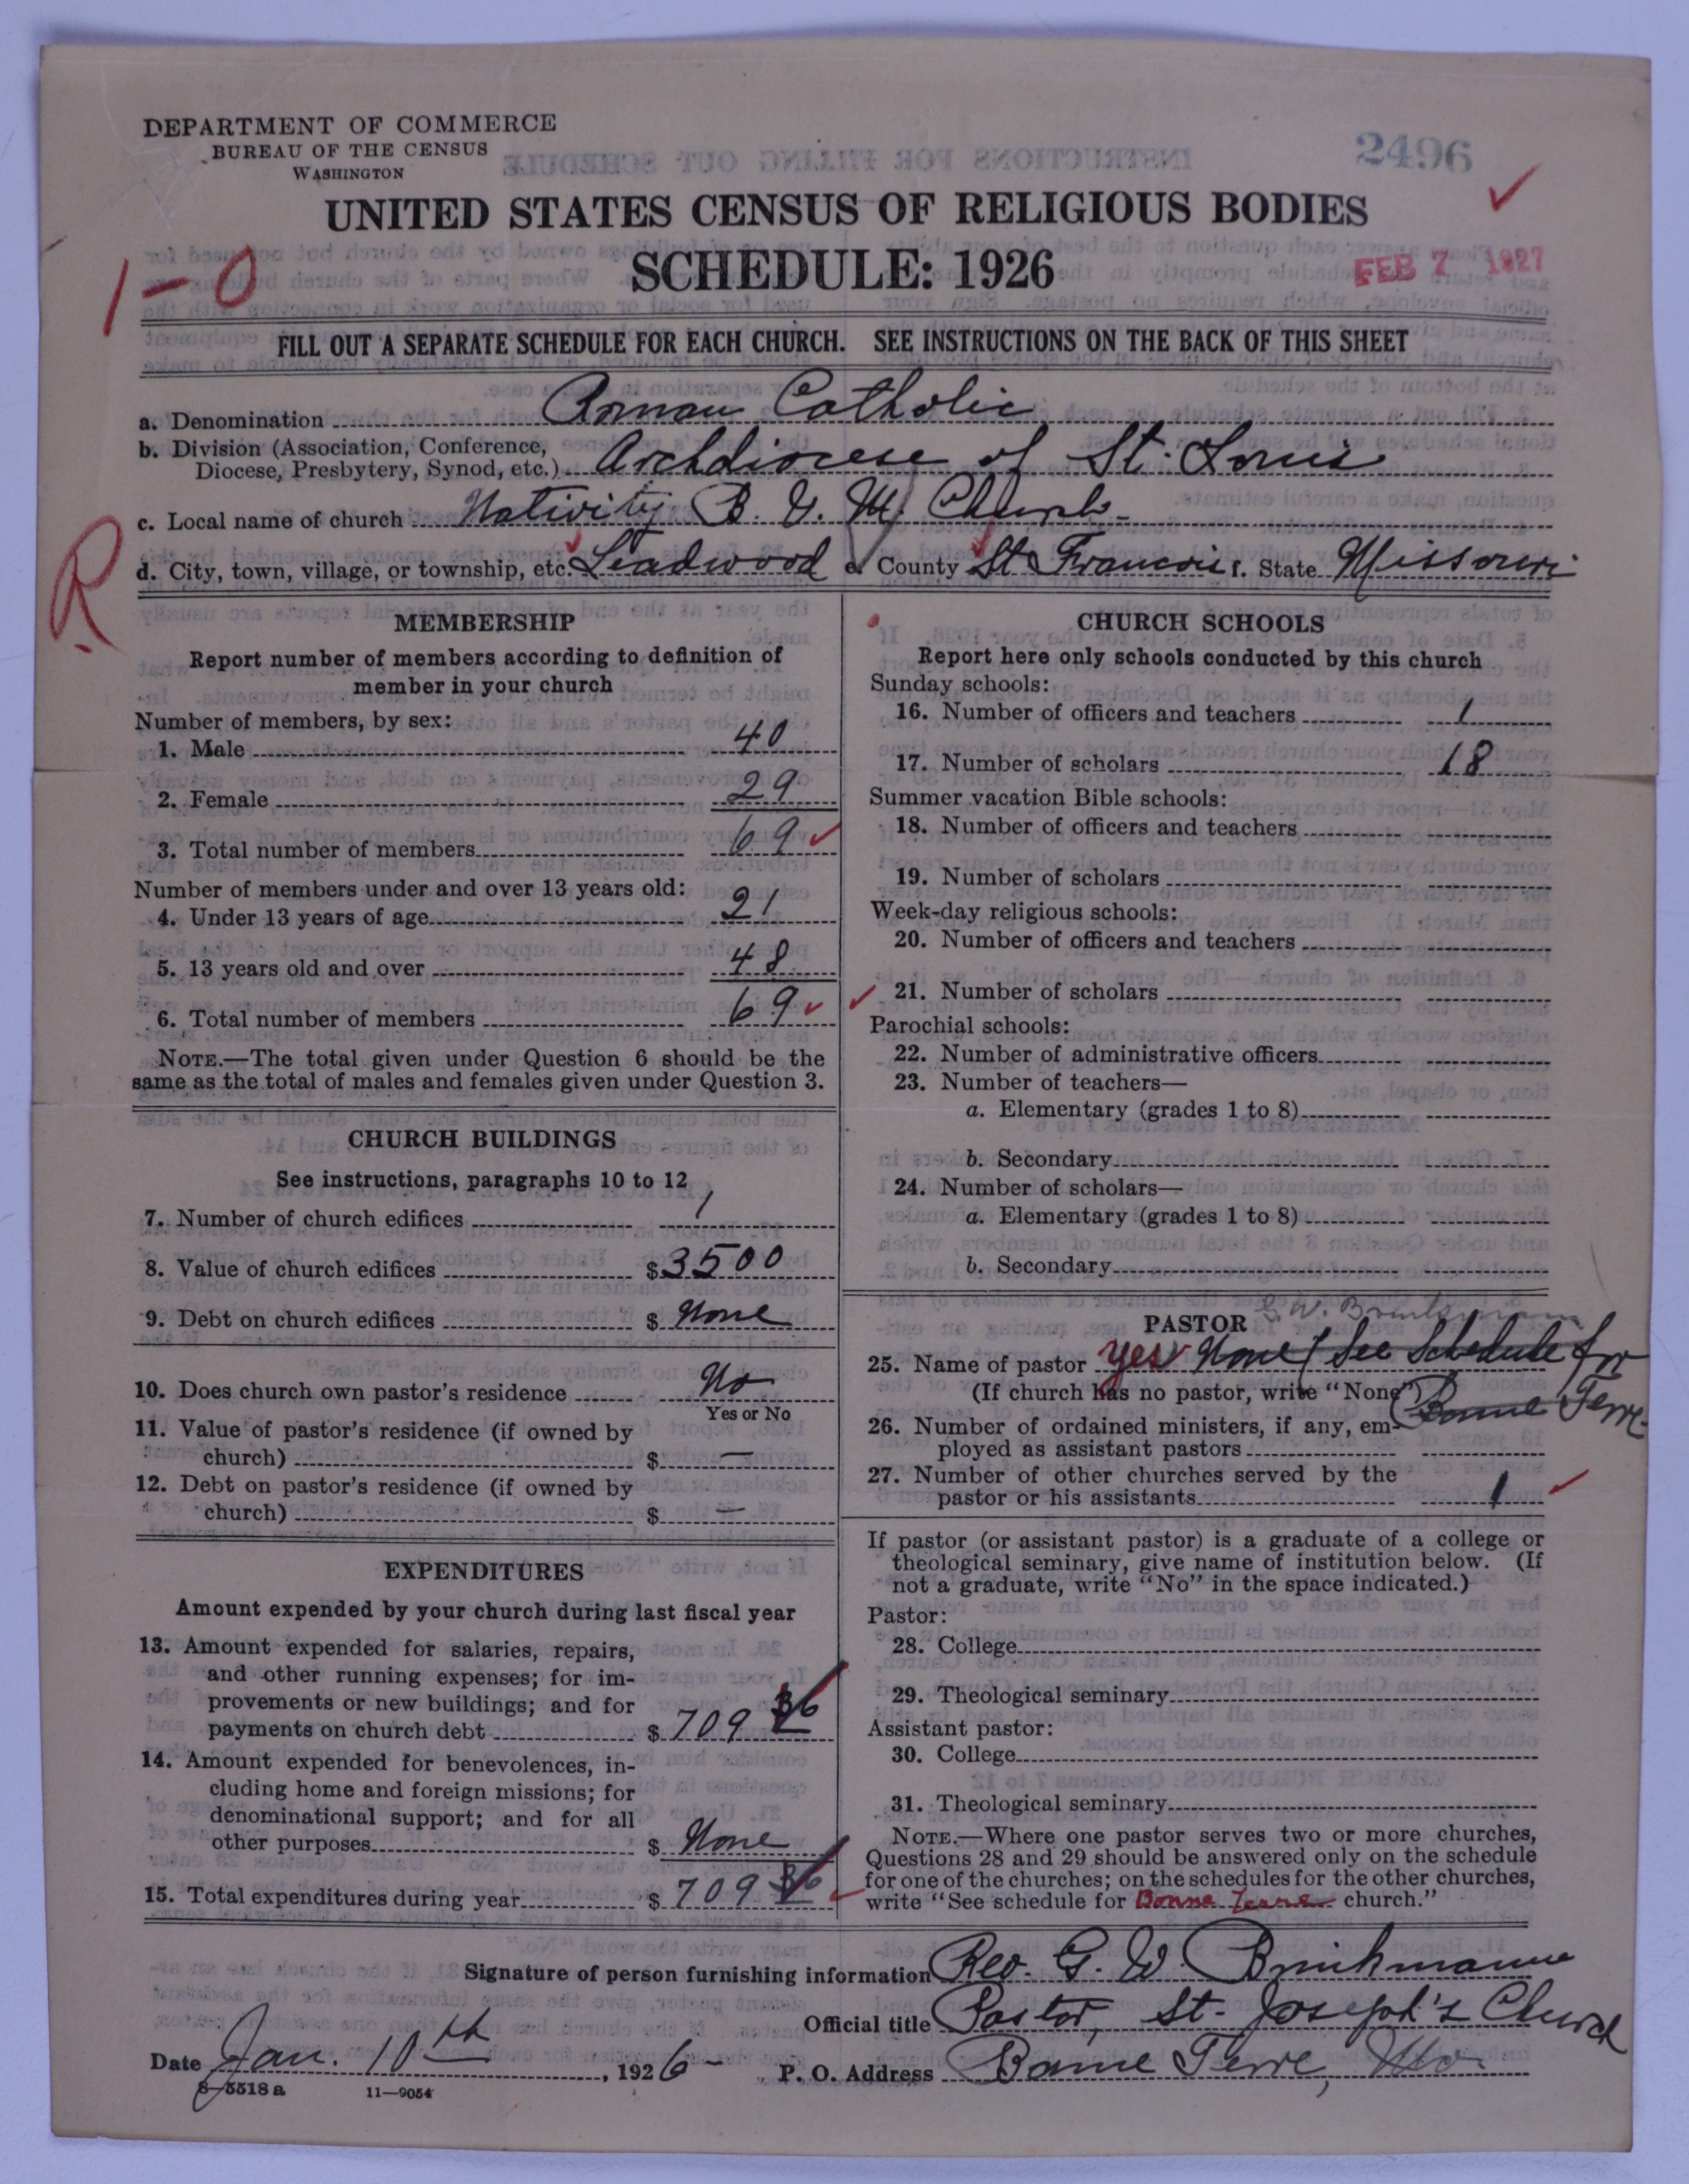 DEPARTMENT OF COMMERCE
BUREAU OF THE CENSUS
WASHINGTON
2496
UNITED STATES CENSUS OF RELIGIOUS BODIES
SCHEDULE: 1926
FEB 7 1927
1-0
FILL OUT A SEPARATE SCHEDULE FOR EACH CHURCH. SEE INSTRUCTIONS ON THE BACK OF THIS SHEET
a. Denomination Roman Catholic
b. Division (Association, Conference,
Diocese, Presbytery, Synod, etc.) Archdiocese of St. Louis
c. Local name of church Nativity B. V. M. Church
R
d. City, town, village, or township, etc. Leadwood e. County St Francois f. State Missouri
MEMBERSHIP
Report number of members according to definition of
member in your church
Number of members, by sex:
1. Male 40
2. Female 29
3. Total number of members 69
Number of members under and over 13 years old:
4. Under 13 years of age 21
5. 13 years old and over 48
6. Total number of members 69
NOTE.—The total given under Question 6 should be the
same as the total of males and females given under Question 3.
CHURCH BUILDINGS
See instructions, paragraphs 10 to 12
7. Number of church edifices 1
8. Value of church edifices $3500
9. Debt on church edifices $ None
10. Does church own pastor's residence No
Yes or No
11. Value of pastor's residence (if owned by
church) $ —
12. Debt on pastor's residence (if owned by
church) $ —
EXPENDITURES
Amount expended by your church during last fiscal year
13. Amount expended for salaries, repairs,
and other running expenses; for im-
provements or new buildings; and for
payments on church debt $ 709 36
14. Amount expended for benevolences, in-
cluding home and foreign missions; for
denominational support; and for all
other purposes $ None
15. Total expenditures during year $ 709 36
CHURCH SCHOOLS
Report here only schools conducted by this church
Sunday schools:
16. Number of officers and teachers 1
17. Number of scholars 18
Summer vacation Bible schools:
18. Number of officers and teachers
19. Number of scholars
Week-day religious schools:
20. Number of officers and teachers
21. Number of scholars
Parochial schools:
22. Number of administrative officers
23. Number of teachers—
a. Elementary (grades 1 to 8)
b. Secondary
24. Number of scholars—
a. Elementary (grades 1 to 8)
b. Secondary
G. W. Brinkmann
PASTOR
25. Name of pastor yes None (See Schedule for
(If church has no pastor, write "None") Bonne Terre
26. Number of ordained ministers, if any, em-
ployed as assistant pastors
27. Number of other churches served by the
pastor or his assistants 1
If pastor (or assistant pastor) is a graduate of a college or
theological seminary, give name of institution below. (If
not a graduate, write "No" in the space indicated.)
Pastor:
28. College
29. Theological seminary
Assistant pastor:
30. College
31. Theological seminary
NOTE.—Where one pastor serves two or more churches,
Questions 28 and 29 should be answered only on the schedule
for one of the churches; on the schedules for the other churches,
write "See schedule for Bonne Terre church."
Signature of person furnishing information Rev. G. W. Brinkmann
Official title Pastor, St. Joseph's Church
Date Jan. 10th, 1926- P. O. Address Bonne Terre, Mo.
8-5518 a 11—9054